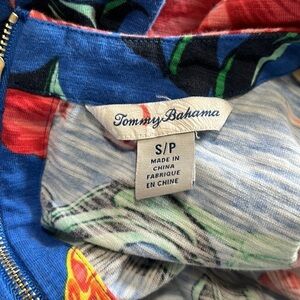 Tommy Bahama
S/P
MADE IN
CHINA
FABRIQUE
EN CHINE